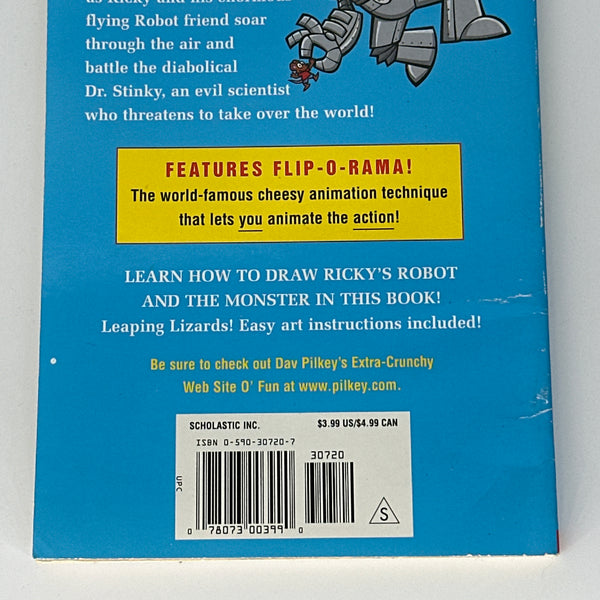 as Ricky and his enormous
flying Robot friend soar
through the air and
battle the diabolical
Dr. Stinky, an evil scientist
who threatens to take over the world!
FEATURES FLIP-O-RAMA!
The world-famous cheesy animation technique
that lets you animate the action!
LEARN HOW TO DRAW RICKY'S ROBOT
AND THE MONSTER IN THIS BOOK!
Leaping Lizards! Easy art instructions included!
Be sure to check out Dav Pilkey's Extra-Crunchy
Web Site O' Fun at www.pilkey.com.
SCHOLASTIC INC. $3.99 US/$4.99 CAN
ISBN 0-590-30720-7
30720
UPC
0 78073 00399 0
S